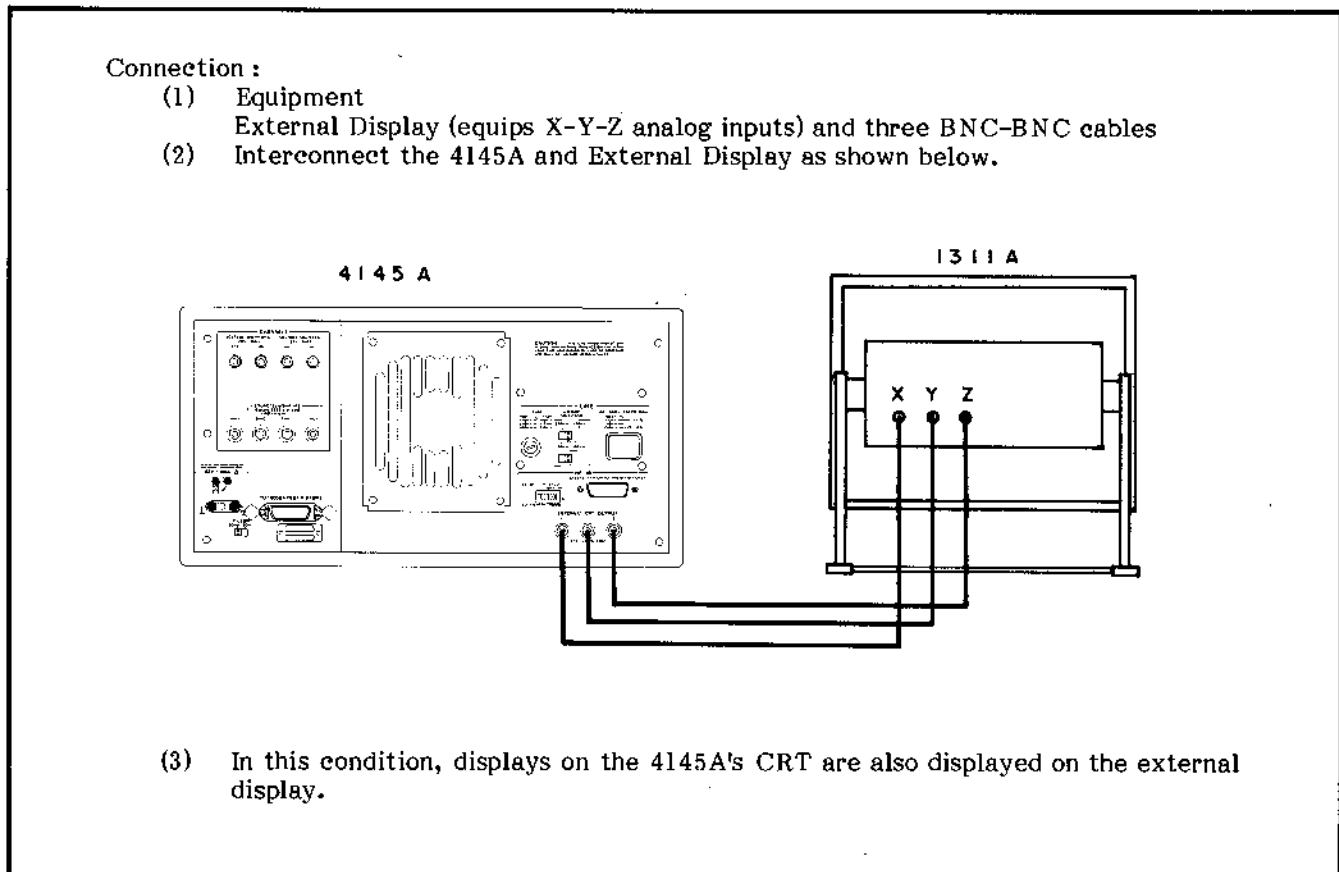 Connection :
(1) Equipment
External Display (equips X-Y-Z analog inputs) and three BNC-BNC cables
(2) Interconnect the 4145A and External Display as shown below.
4145 A
1311 A
X Y Z
(3) In this condition, displays on the 4145A's CRT are also displayed on the external
display.